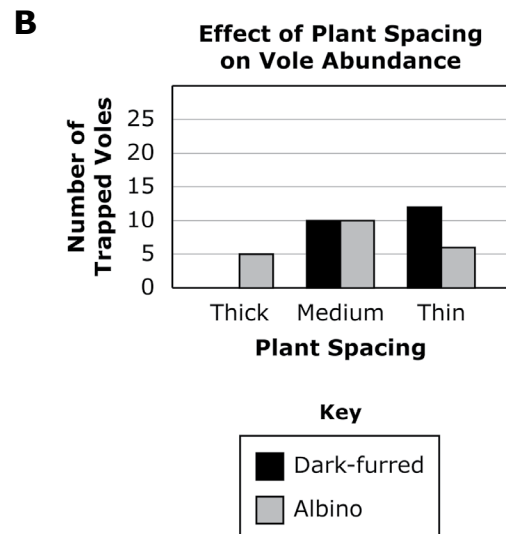 B
Effect of Plant Spacing
on Vole Abundance
Number of
Trapped Voles
25
20
15
10
5
0
Thick Medium Thin
Plant Spacing
Key
Dark-furred
Albino